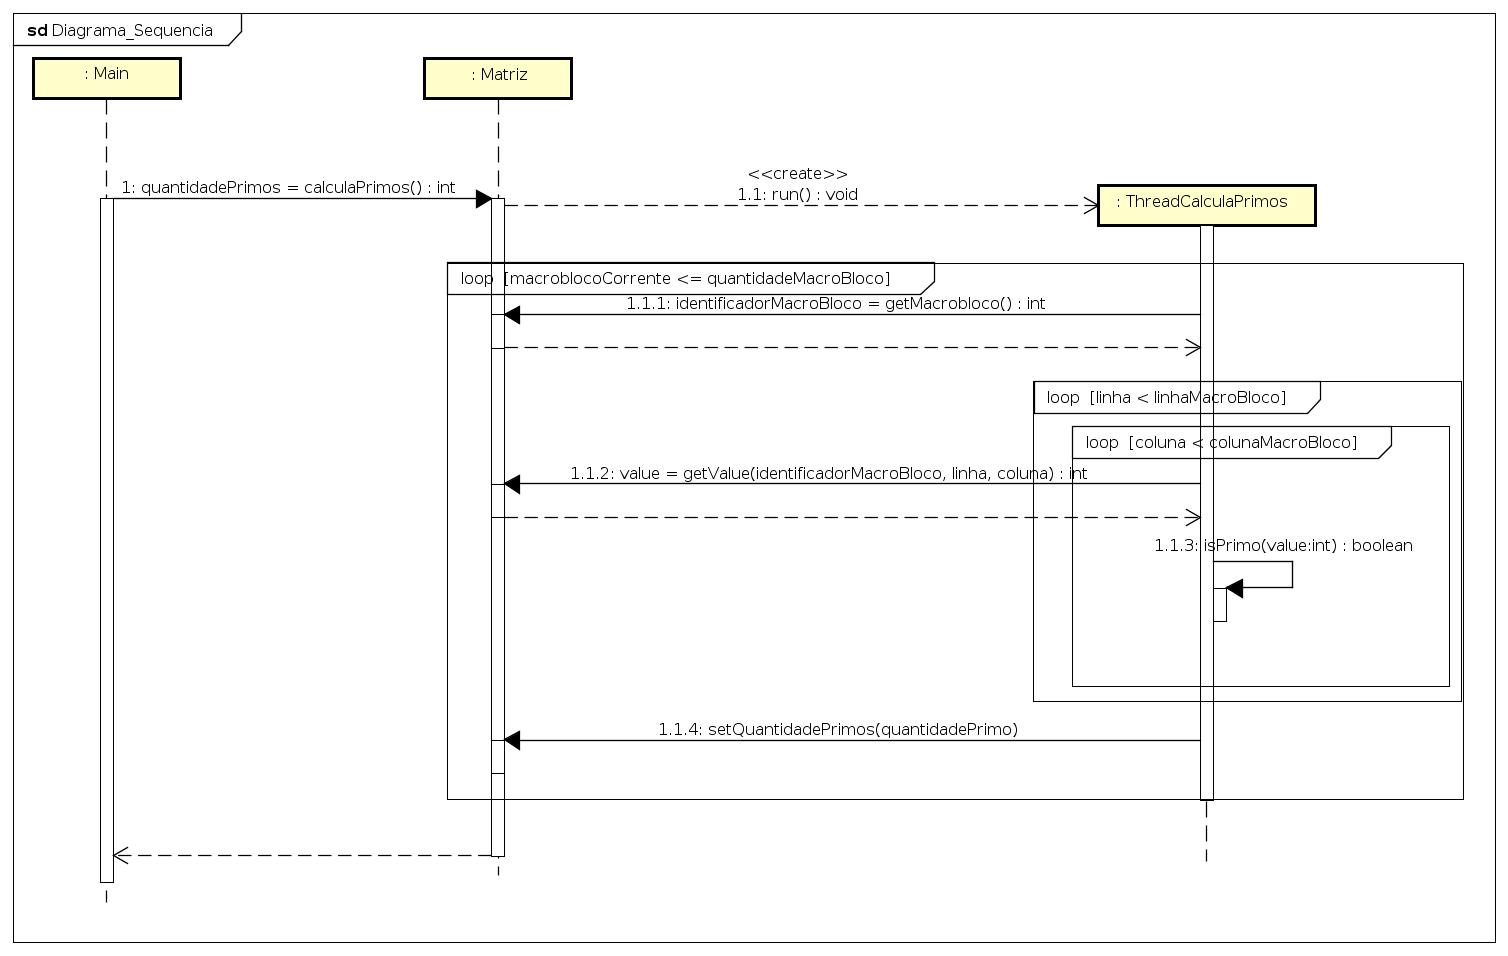 sd Diagrama_Sequencia
: Main
: Matriz
<<create>>
1: quantidadePrimos = calculaPrimos() : int
1.1: run() : void
: ThreadCalculaPrimos
loop [macroblocoCorrente <= quantidadeMacroBloco]
1.1.1: identificadorMacroBloco = getMacrobloco() : int
loop [linha < linhaMacroBloco]
loop [coluna < colunaMacroBloco]
1.1.2: value = getValue(identificadorMacroBloco, linha, coluna) : int
1.1.3: isPrimo(value:int) : boolean
1.1.4: setQuantidadePrimos(quantidadePrimo)